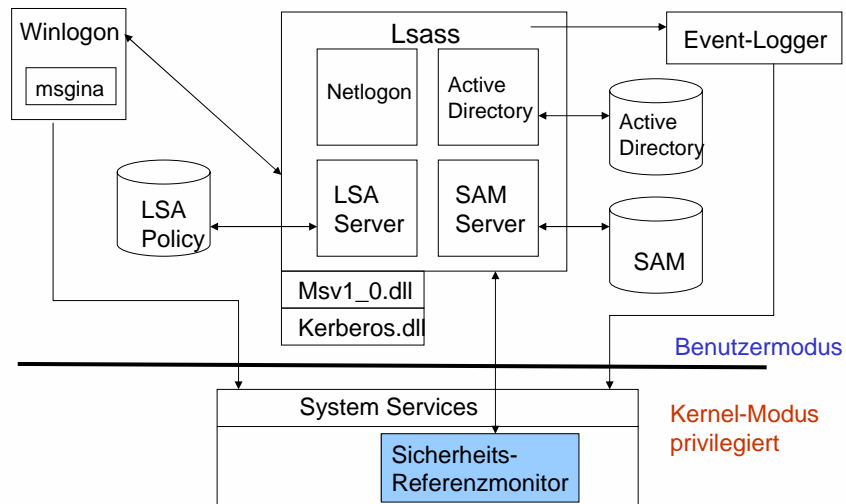 Winlogon
msgina
Lsass
Event-Logger
Netlogon
Active
Directory
Active
Directory
LSA
Policy
LSA
Server
SAM
Server
SAM
Msv1_0.dll
Kerberos.dll
Benutzermodus
System Services
Kernel-Modus
privilegiert
Sicherheits-
Referenzmonitor